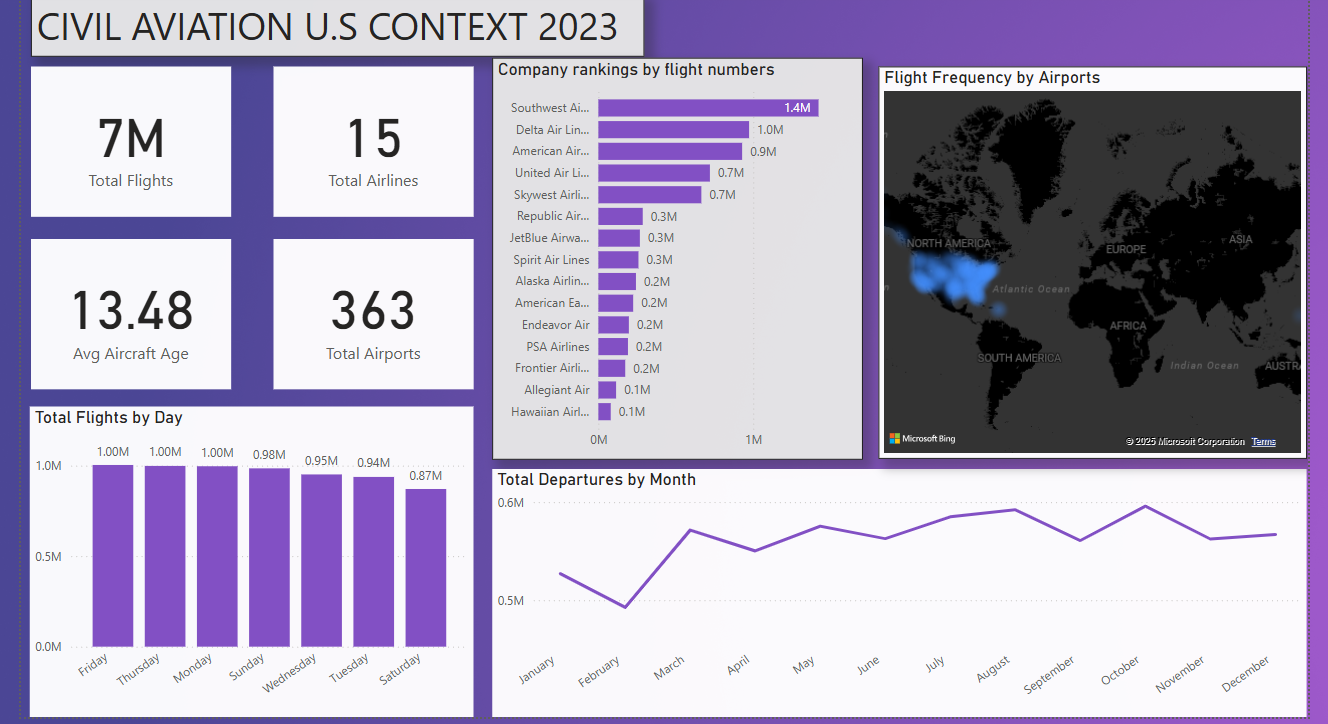 CIVIL AVIATION U.S CONTEXT 2023
7M
Total Flights
15
Total Airlines
13.48
Avg Aircraft Age
363
Total Airports
Company rankings by flight numbers
Southwest Ai... 1.4M
Delta Air Lin... 1.0M
American Air... 0.9M
United Air Li... 0.7M
Skywest Airli... 0.7M
Republic Air... 0.3M
JetBlue Airwa... 0.3M
Spirit Air Lines 0.3M
Alaska Airlin... 0.2M
American Ea... 0.2M
Endeavor Air 0.2M
PSA Airlines 0.2M
Frontier Airli... 0.2M
Allegiant Air 0.1M
Hawaiian Airl... 0.1M
0M 1M
Flight Frequency by Airports
NORTH AMERICA
EUROPE
ASIA
Atlantic Ocean
AFRICA
SOUTH AMERICA
Indian Ocean
AUSTRA
Microsoft Bing
© 2025 Microsoft Corporation Terms
Total Flights by Day
1.00M 1.00M 1.00M 0.98M 0.95M 0.94M 0.87M
1.0M
0.5M
0.0M
Friday Thursday Monday Sunday Wednesday Tuesday Saturday
Total Departures by Month
0.6M
0.5M
January February March April May June July August September October November December